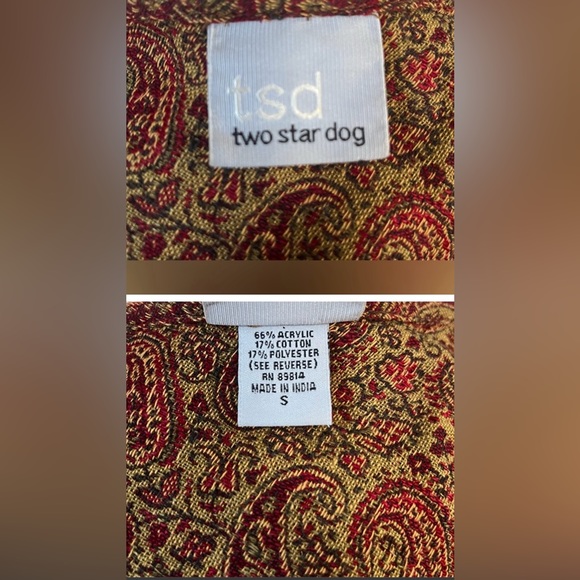 tsd
two star dog
66% ACRYLIC
17% COTTON
17% POLYESTER
(SEE REVERSE)
RN 89814
MADE IN INDIA
S